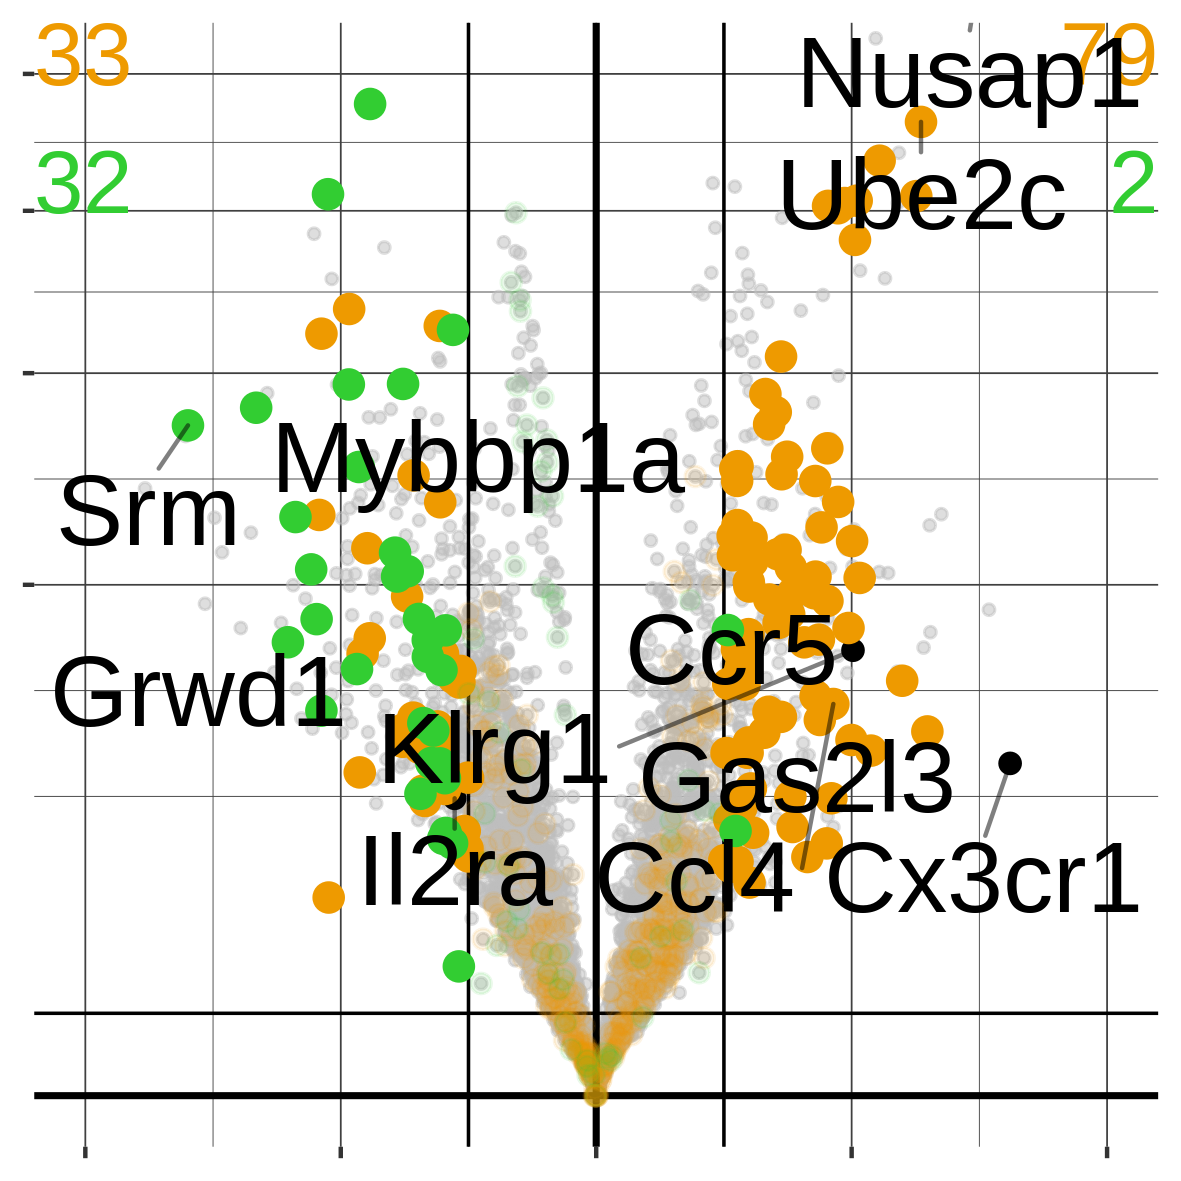 33 79
Nusap1
32 Ube2c 2
Mybbp1a
Srm
Ccr5
Grwd1
Klrg1 Gas2l3
Il2ra Ccl4 Cx3cr1